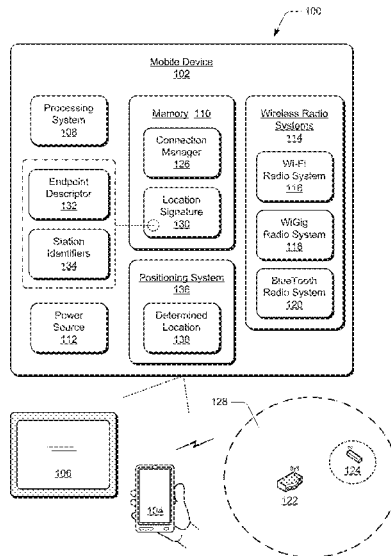 100
Mobile Device
102
Processing
System
108
Memory 110
Connection
Manager
126
Location
Signature
130
Wireless Radio
Systems
114
Wi-Fi
Radio System
116
WiGig
Radio System
118
BlueTooth
Radio System
120
Endpoint
Descriptor
132
Station
Identifiers
134
Power
Source
112
Positioning System
136
Determined
Location
138
106
104
128
122
124